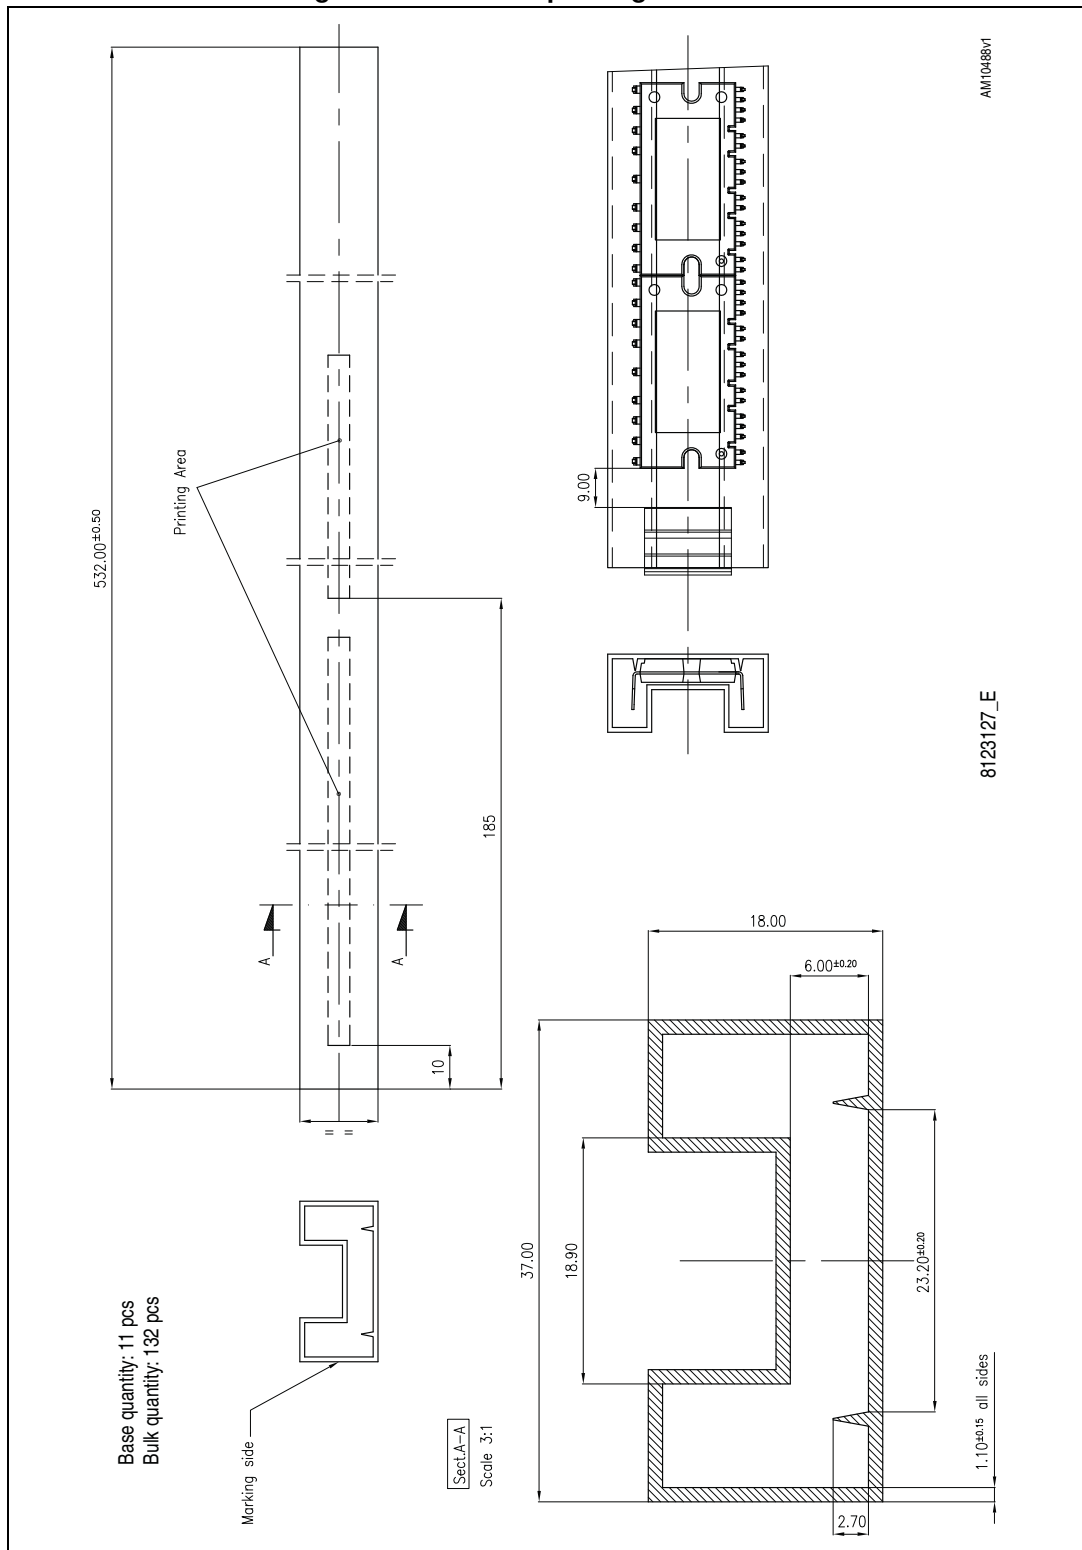 AM10488v1
532.00±0.50
Printing Area
9.00
185
8123127_E
A
A
10
= =
18.00
6.00±0.20
37.00
18.90
23.20±0.20
1.10±0.15 all sides
2.70
Base quantity: 11 pcs
Bulk quantity: 132 pcs
Marking side
Sect.A-A
Scale 3:1